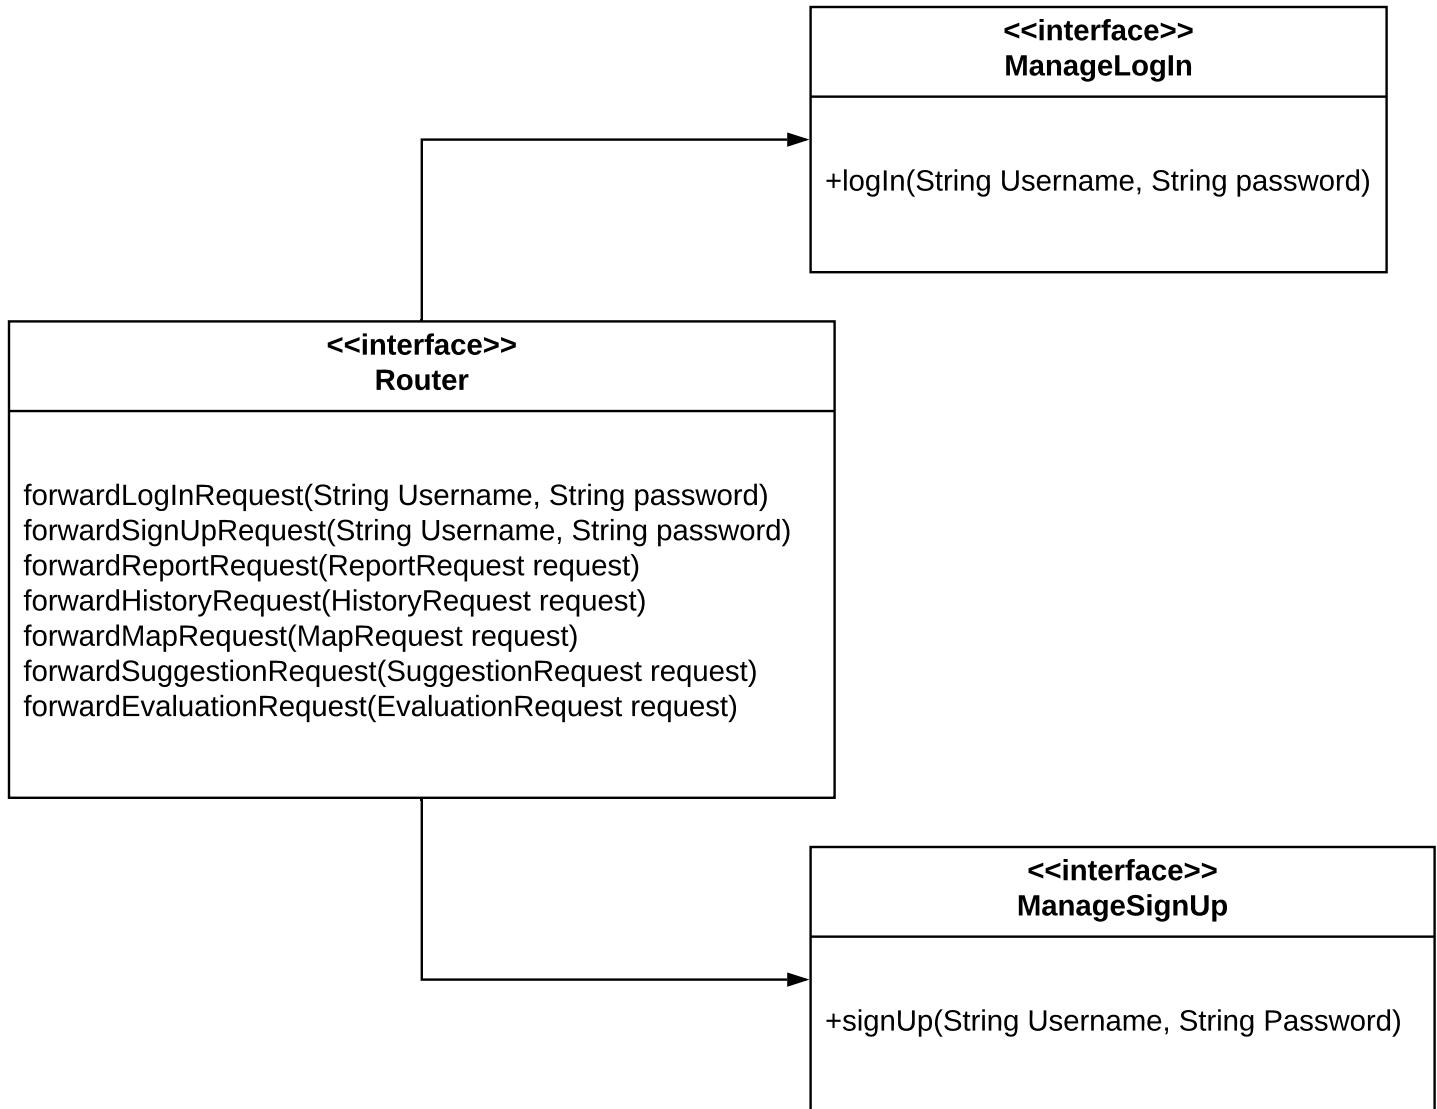 <<interface>>
ManageLogIn
+logIn(String Username, String password)
<<interface>>
Router
forwardLogInRequest(String Username, String password)
forwardSignUpRequest(String Username, String password)
forwardReportRequest(ReportRequest request)
forwardHistoryRequest(HistoryRequest request)
forwardMapRequest(MapRequest request)
forwardSuggestionRequest(SuggestionRequest request)
forwardEvaluationRequest(EvaluationRequest request)
<<interface>>
ManageSignUp
+signUp(String Username, String Password)